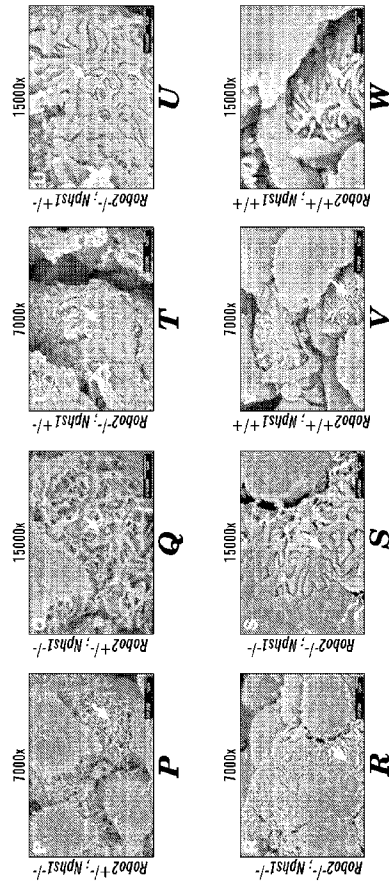 7000x
Robo2+/-; Nphs1-/-
P
15000x
Robo2+/-; Nphs1-/-
Q
7000x
Robo2-/-; Nphs1-/-
R
15000x
Robo2-/-; Nphs1-/-
S
7000x
Robo2-/-; Nphs1+/-
T
15000x
Robo2-/-; Nphs1+/-
U
7000x
Robo2+/+; Nphs1+/+
V
15000x
Robo2+/+; Nphs1+/+
W